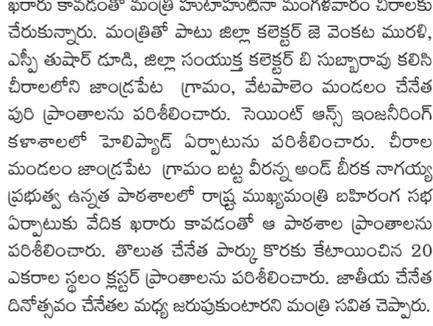 ఖరారు కావడంతో మంత్రి హుటాహుటినా మంగళవారం చీరాలకు
చేరుకున్నారు. మంత్రితో పాటు జిల్లా కలెక్టర్ జె వెంకట మురళి,
ఎస్పీ తుషార్ డూడి, జిల్లా సంయుక్త కలెక్టర్ బి సుబ్బారావు కలిసి
చీరాలలోని జాండ్రపేట గ్రామం, వేటపాలెం మండలం చేనేత
పురి ప్రాంతాలను పరిశీలించారు. సెయింట్ ఆన్స్ ఇంజనీరింగ్
కళాశాలలో హెలిప్యాడ్ ఏర్పాటును పరిశీలించారు. చీరాల
మండలం జాండ్రపేట గ్రామం బట్ట వీరన్న అండ్ బీరక నాగయ్య
ప్రభుత్వ ఉన్నత పాఠశాలలో రాష్ట్ర ముఖ్యమంత్రి బహిరంగ సభ
ఏర్పాటుకు వేదిక ఖరారు కావడంతో ఆ పాఠశాల ప్రాంతాలను
పరిశీలించారు. తొలుత చేనేత పార్కు కొరకు కేటాయించిన 20
ఎకరాల స్థలం క్లస్టర్ ప్రాంతాలను పరిశీలించారు. జాతీయ చేనేత
దినోత్సవం చేనేతల మధ్య జరుపుకుంటారని మంత్రి సవిత చెప్పారు.